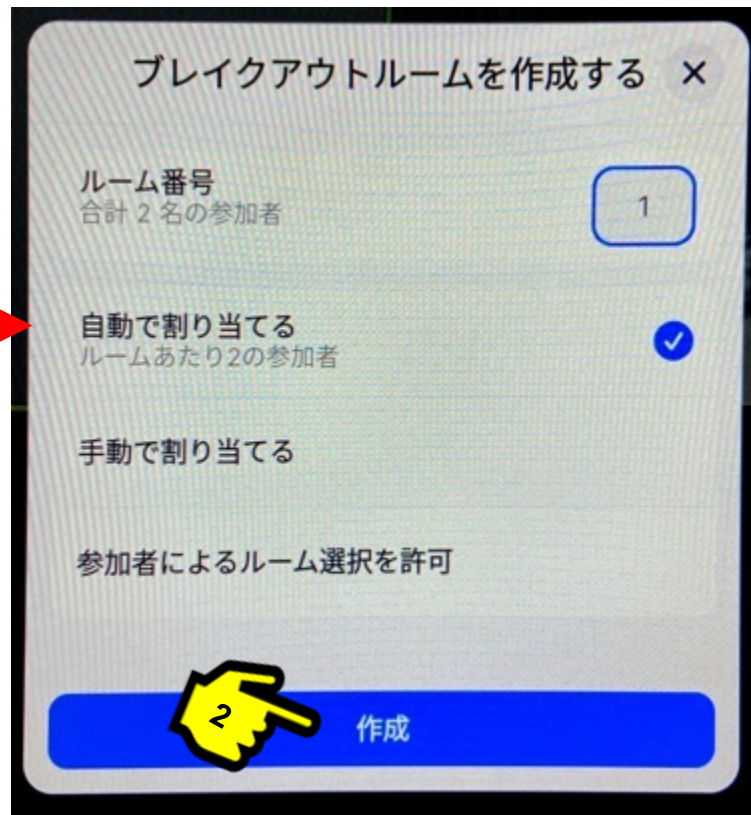 ブレイクアウトルームを作成する ×
ルーム番号
合計 2 名の参加者
1
自動で割り当てる
ルームあたり2の参加者
手動で割り当てる
参加者によるルーム選択を許可
2
作成